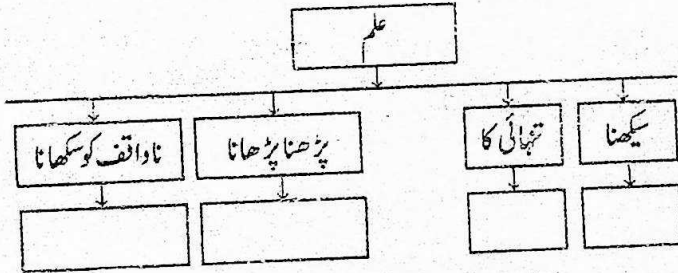 علم
سیکھنا
تنہائی کا
پڑھنا پڑھانا
ناواقف کو سکھانا